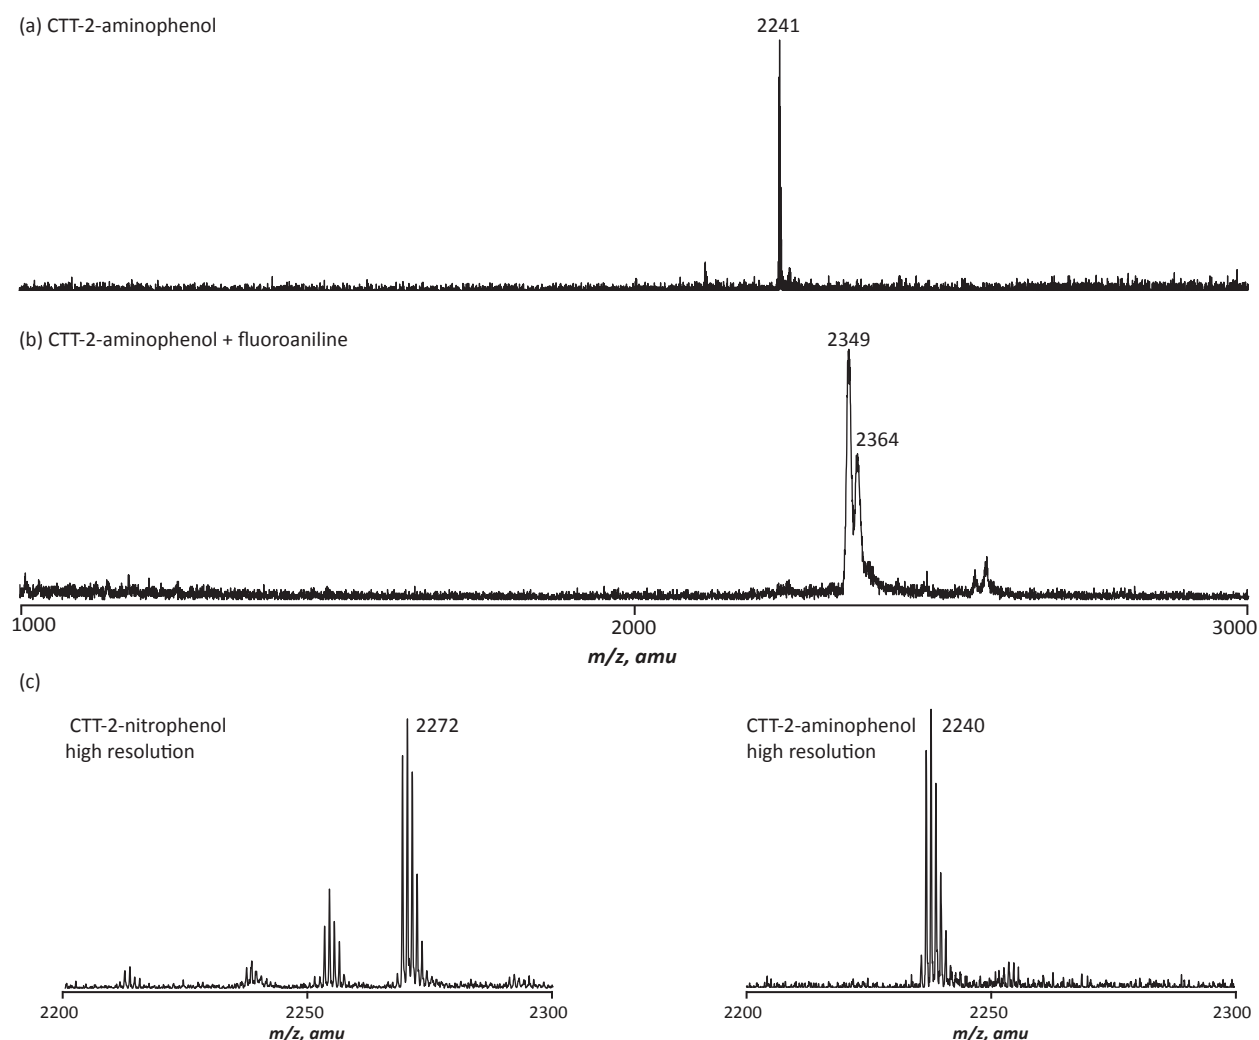 (a) CTT-2-aminophenol
2241
(b) CTT-2-aminophenol + fluoroaniline
2349
2364
1000 2000 3000
m/z, amu
(c)
CTT-2-nitrophenol
high resolution
2272
CTT-2-aminophenol
high resolution
2240
2200 2250 2300
m/z, amu
2200 2250 2300
m/z, amu